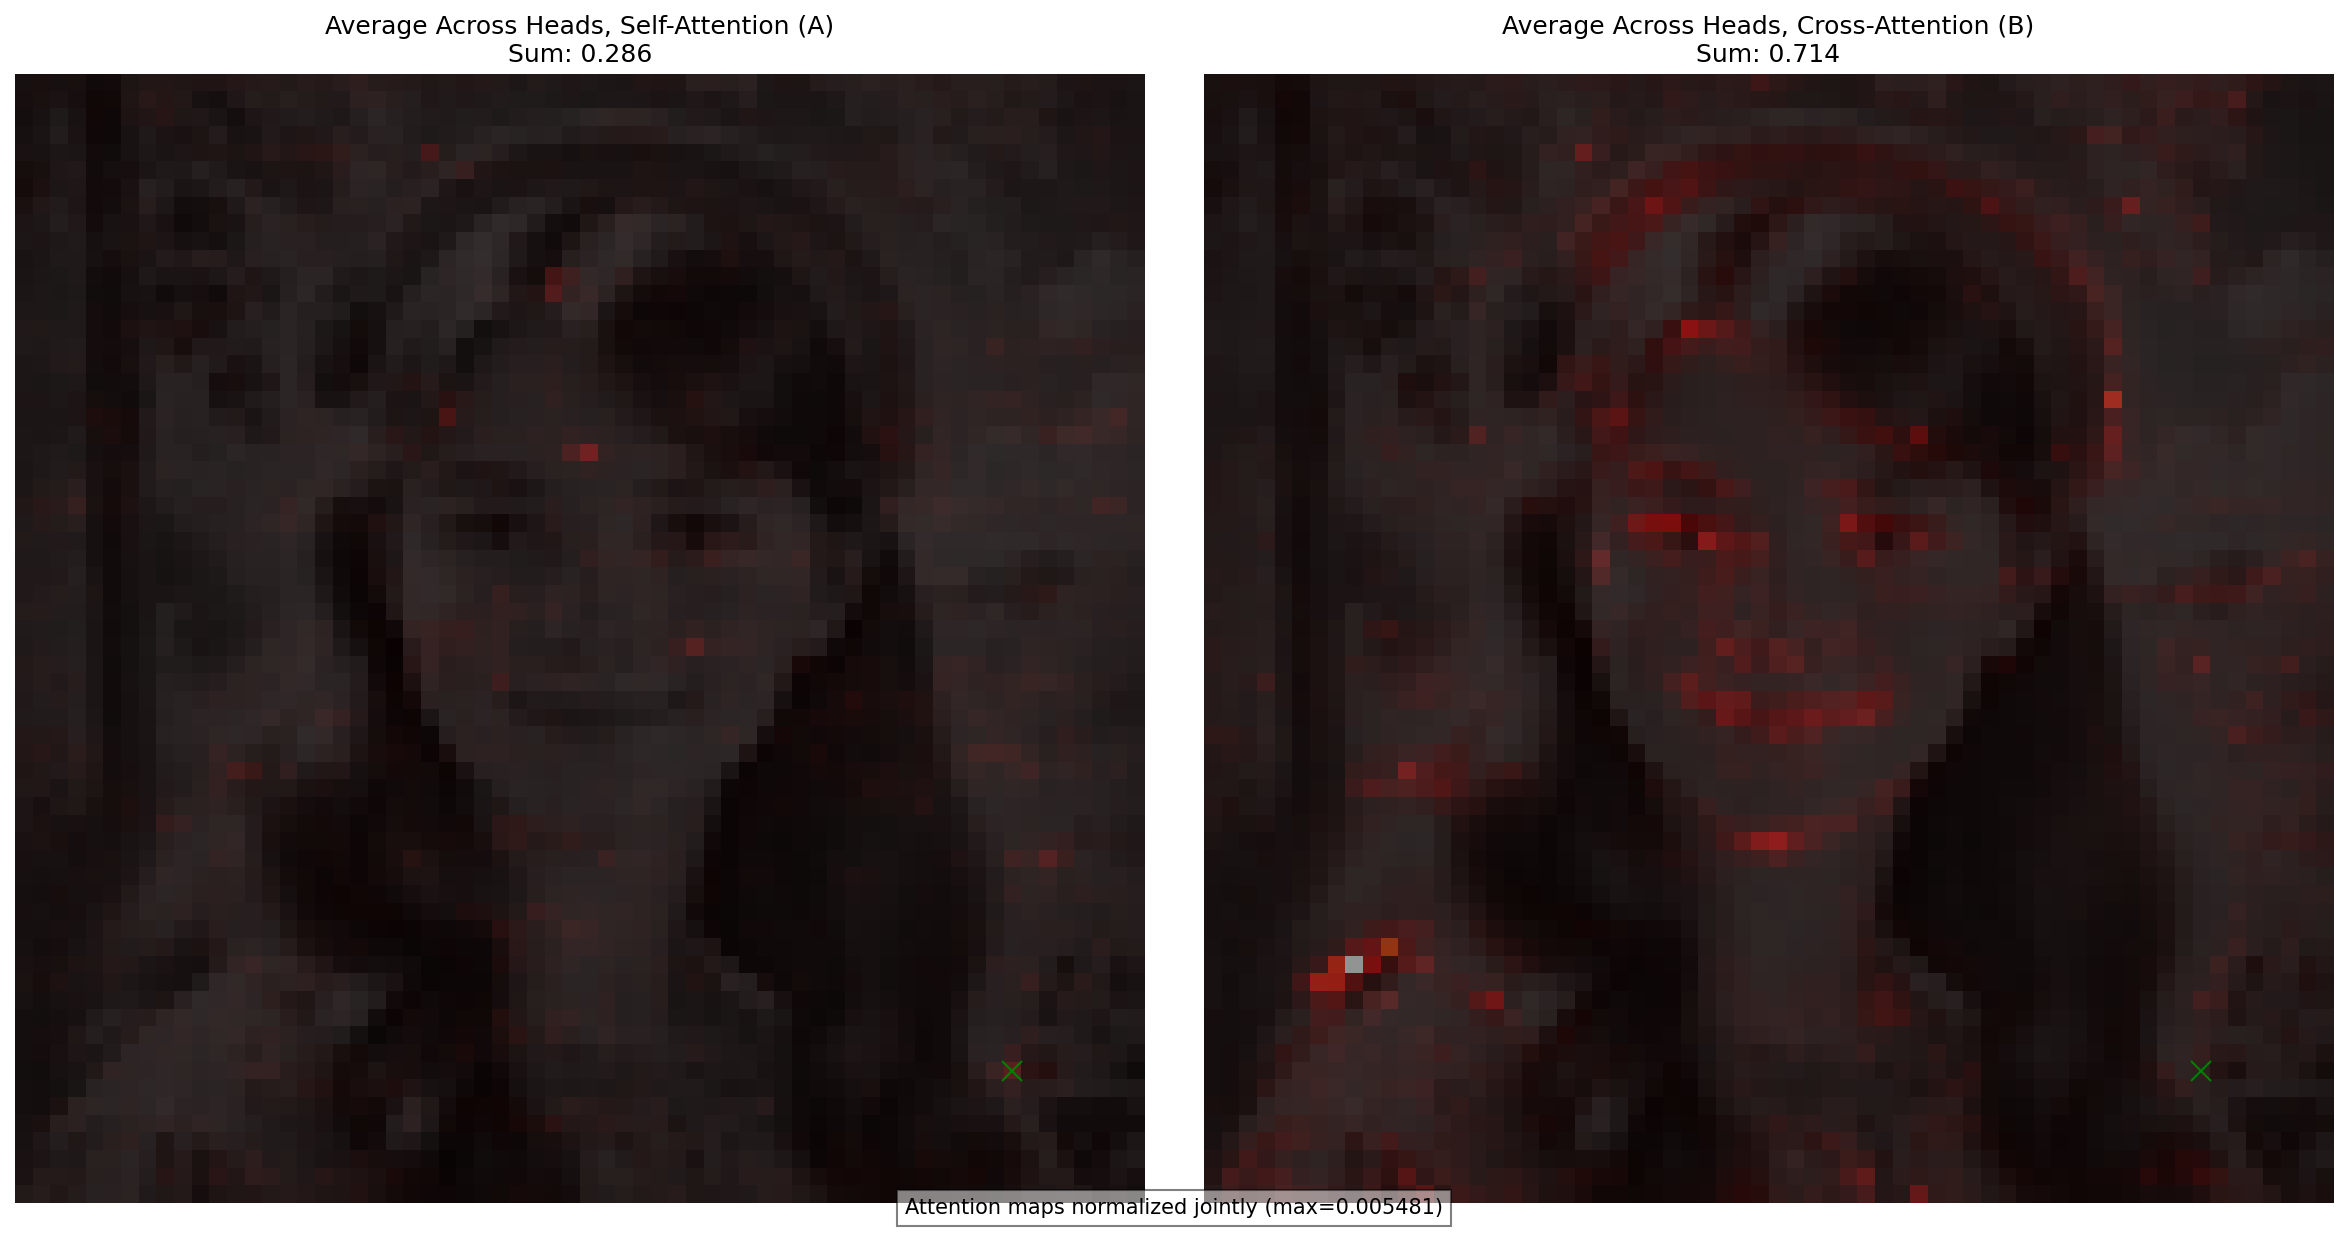 Average Across Heads, Self-Attention (A)
Sum: 0.286
Average Across Heads, Cross-Attention (B)
Sum: 0.714
Attention maps normalized jointly (max=0.005481)